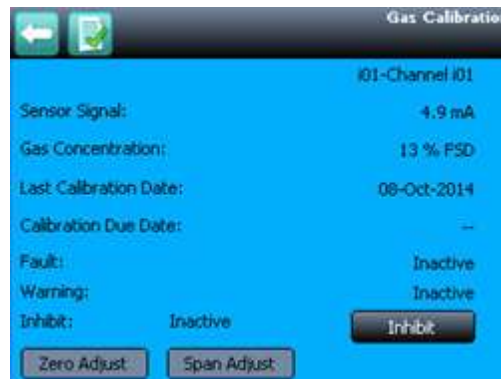 Gas Calibratio
i01-Channel i01
Sensor Signal: 4.9 mA
Gas Concentration: 13 % FSD
Last Calibration Date: 08-Oct-2014
Calibration Due Date: --
Fault: Inactive
Warning: Inactive
Inhibit: Inactive Inhibit
Zero Adjust Span Adjust